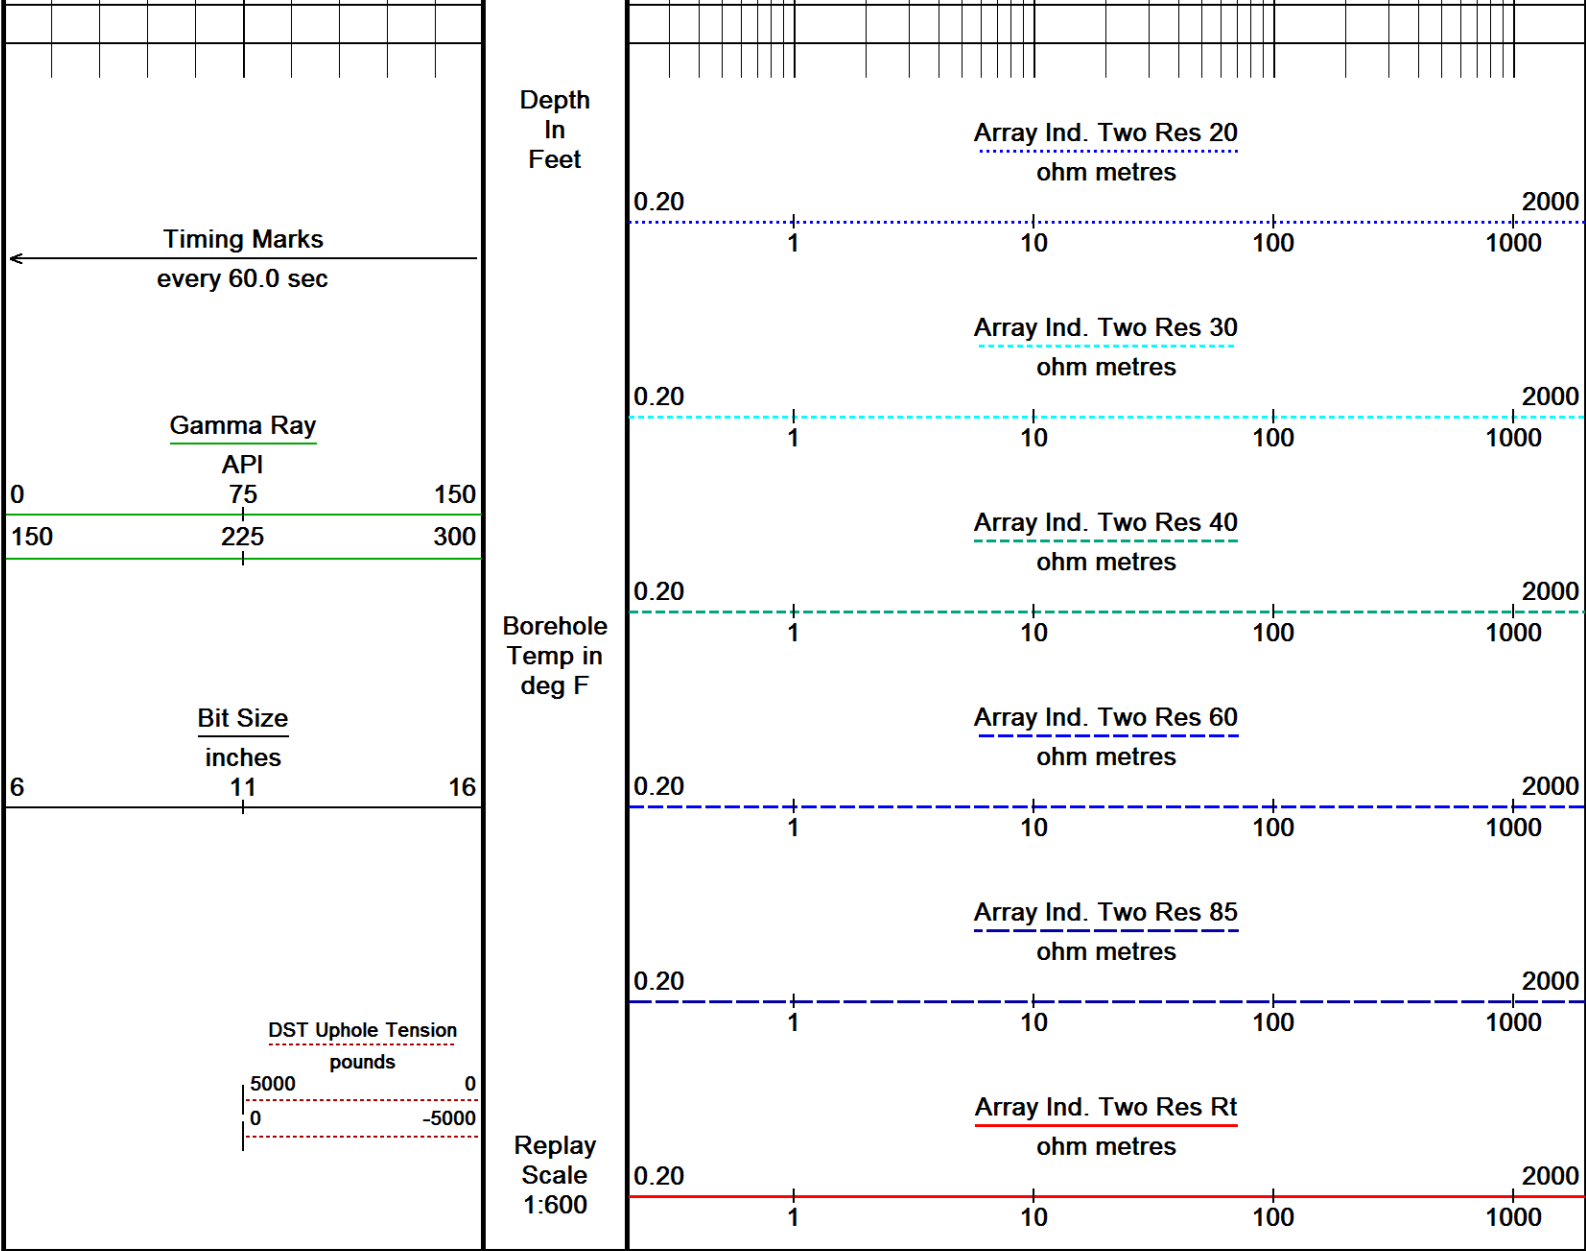 Timing Marks
every 60.0 sec
Gamma Ray
API
0 75 150
150 225 300
Bit Size
inches
6 11 16
DST Uphole Tension
pounds
5000 0
0 -5000
Depth
In
Feet
Borehole
Temp in
deg F
Replay
Scale
1:600
Array Ind. Two Res 20
ohm metres
0.20 2000
1 10 100 1000
Array Ind. Two Res 30
ohm metres
0.20 2000
1 10 100 1000
Array Ind. Two Res 40
ohm metres
0.20 2000
1 10 100 1000
Array Ind. Two Res 60
ohm metres
0.20 2000
1 10 100 1000
Array Ind. Two Res 85
ohm metres
0.20 2000
1 10 100 1000
Array Ind. Two Res Rt
ohm metres
0.20 2000
1 10 100 1000